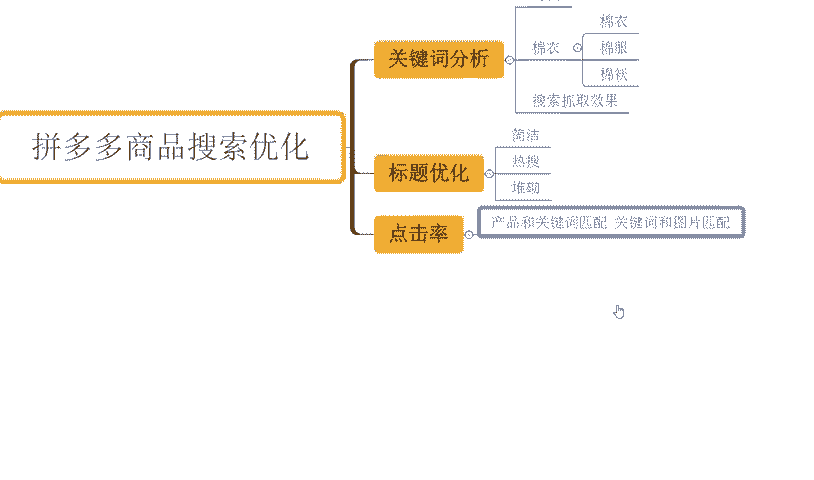 拼多多商品搜索优化
关键词分析
棉衣
棉衣
棉服
棉袄
搜索抓取效果
标题优化
简洁
热搜
堆砌
点击率
产品和关键词匹配 关键词和图片匹配